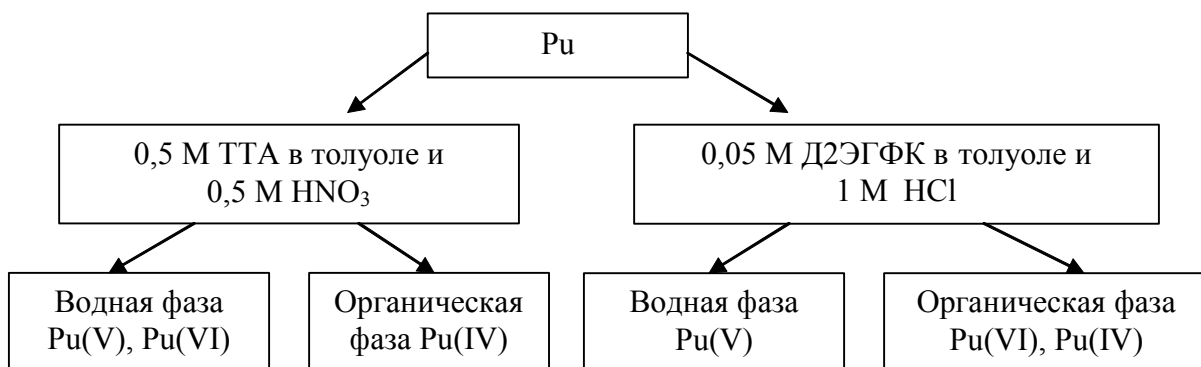 Pu
0,5 М ТТА в толуоле и
0,5 М HNO₃
0,05 М Д2ЭГФК в толуоле и
1 М HCl
Водная фаза
Pu(V), Pu(VI)
Органическая
фаза Pu(IV)
Водная фаза
Pu(V)
Органическая фаза
Pu(VI), Pu(IV)